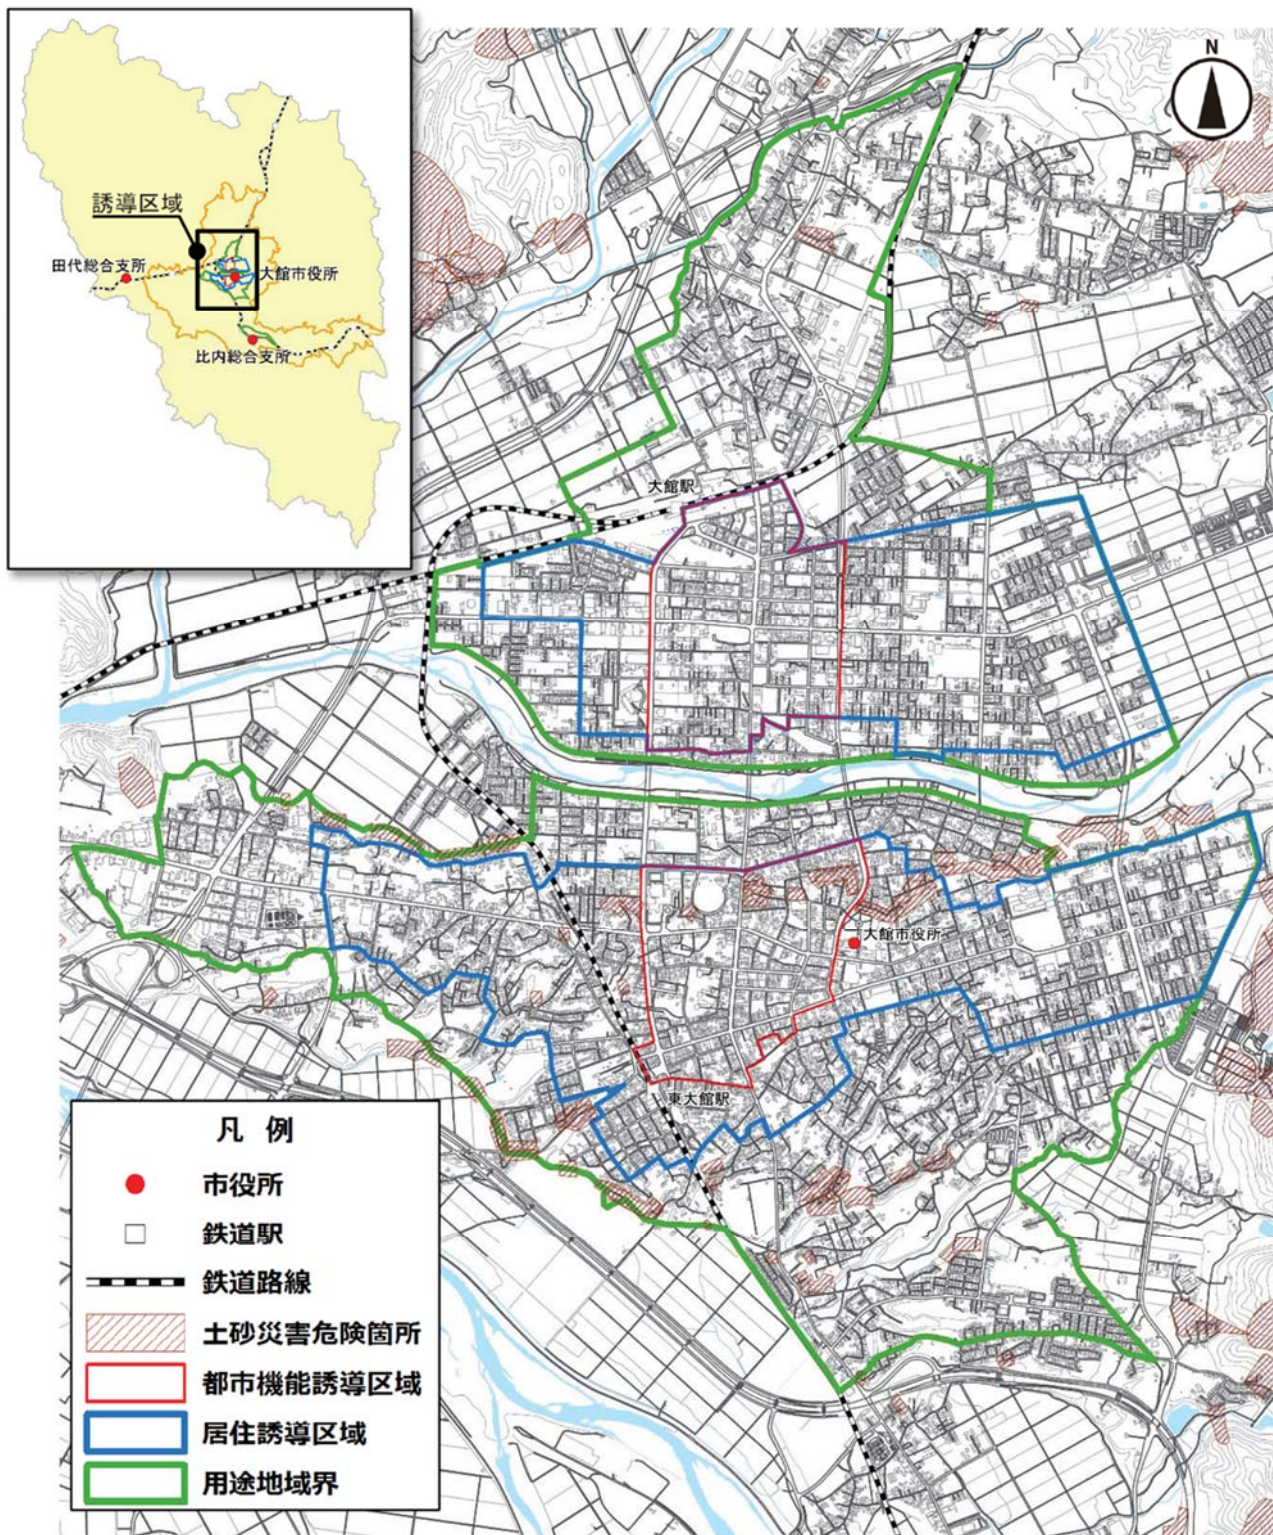 誘導区域
田代総合支所
大館市役所
比内総合支所
N
大館駅
大館市役所
東大館駅
凡 例
市役所
鉄道駅
鉄道路線
土砂災害危険箇所
都市機能誘導区域
居住誘導区域
用途地域界